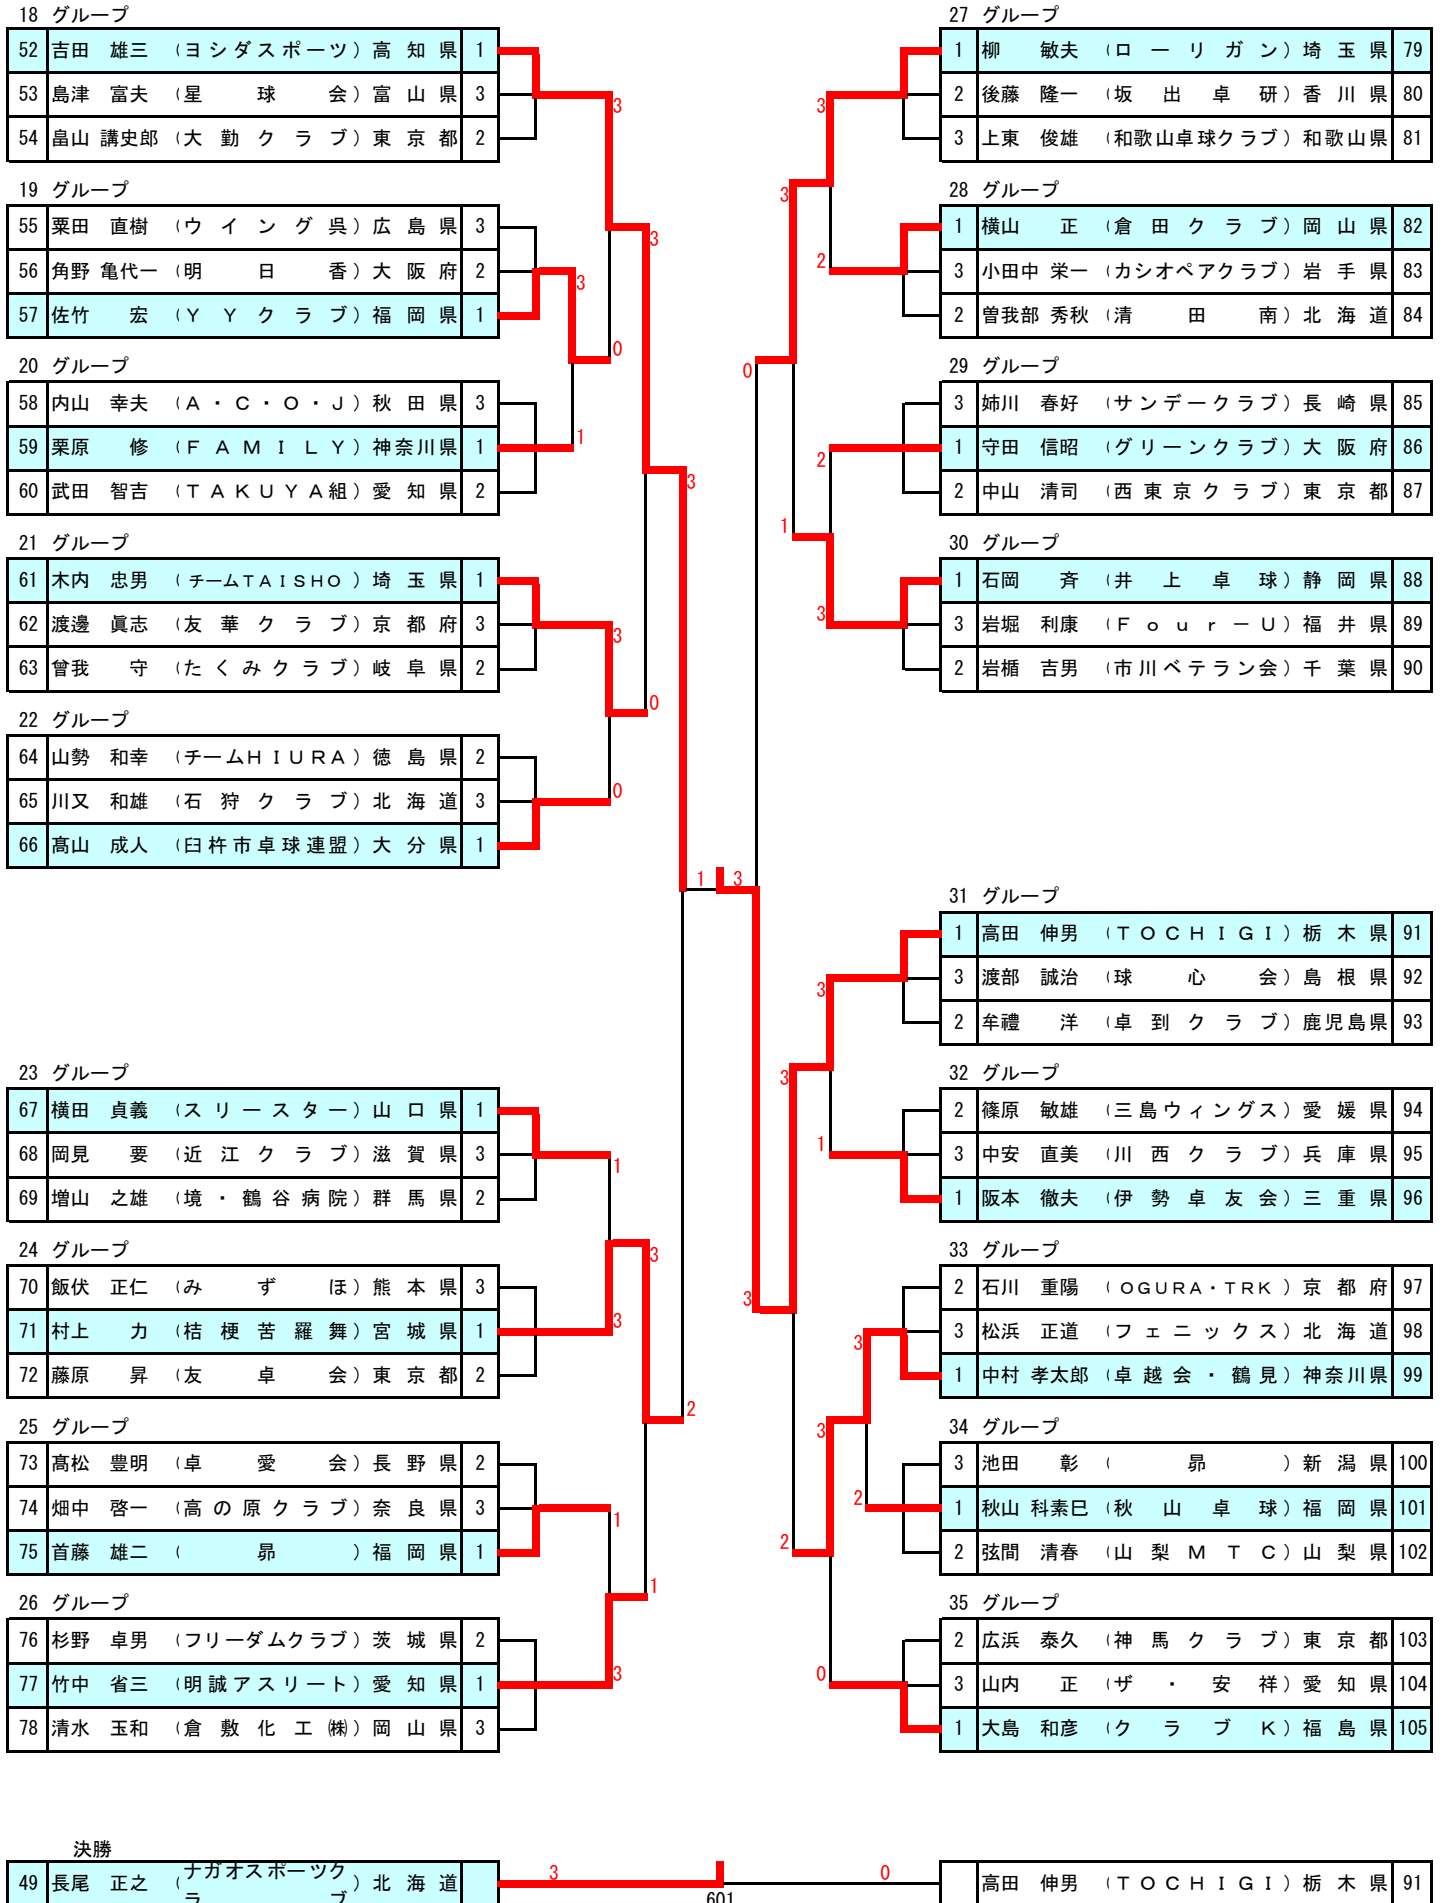 18 グループ
52 吉田 雄三 (ヨシダスポーツ) 高知県 1
53 島津 富夫 (星球会) 富山県 3
54 畠山 講史郎 (大勤クラブ) 東京都 2
3
19 グループ
55 粟田 直樹 (ウイング呉) 広島県 3
56 角野 亀代一 (明日香) 大阪府 2
57 佐竹 宏 (YYクラブ) 福岡県 1
3
3
0
20 グループ
58 内山 幸夫 (A・C・O・J) 秋田県 3
59 栗原 修 (FAMILY) 神奈川県 1
60 武田 智吉 (TAKUYA組) 愛知県 2
1
3
21 グループ
61 木内 忠男 (チームTAISHO) 埼玉県 1
62 渡邊 眞志 (友華クラブ) 京都府 3
63 曾我 守 (たくみクラブ) 岐阜県 2
3
0
22 グループ
64 山勢 和幸 (チームHIURA) 徳島県 2
65 川又 和雄 (石狩クラブ) 北海道 3
66 髙山 成人 (臼杵市卓球連盟) 大分県 1
0
1 3
23 グループ
67 横田 貞義 (スリースター) 山口県 1
68 岡見 要 (近江クラブ) 滋賀県 3
69 増山 之雄 (境・鶴谷病院) 群馬県 2
1
24 グループ
70 飯伏 正仁 (みずほ) 熊本県 3
71 村上 力 (桔梗苦羅舞) 宮城県 1
72 藤原 昇 (友卓会) 東京都 2
3
3
2
25 グループ
73 髙松 豊明 (卓愛会) 長野県 2
74 畑中 啓一 (高の原クラブ) 奈良県 3
75 首藤 雄二 (昴) 福岡県 1
1
1
26 グループ
76 杉野 卓男 (フリーダムクラブ) 茨城県 2
77 竹中 省三 (明誠アスリート) 愛知県 1
78 清水 玉和 (倉敷化工㈱) 岡山県 3
3
27 グループ
1 柳 敏夫 (ローリガン) 埼玉県 79
2 後藤 隆一 (坂出卓研) 香川県 80
3 上東 俊雄 (和歌山卓球クラブ) 和歌山県 81
3
3
28 グループ
1 横山 正 (倉田クラブ) 岡山県 82
3 小田中 栄一 (カシオペアクラブ) 岩手県 83
2 曽我部 秀秋 (清田南) 北海道 84
2
0
29 グループ
3 姉川 春好 (サンデークラブ) 長崎県 85
1 守田 信昭 (グリーンクラブ) 大阪府 86
2 中山 清司 (西東京クラブ) 東京都 87
2
1
30 グループ
1 石岡 斉 (井上卓球) 静岡県 88
3 岩堀 利康 (Four-U) 福井県 89
2 岩楯 吉男 (市川ベテラン会) 千葉県 90
3
31 グループ
1 高田 伸男 (TOCHIGI) 栃木県 91
3 渡部 誠治 (球心会) 島根県 92
2 牟禮 洋 (卓到クラブ) 鹿児島県 93
3
3
32 グループ
2 篠原 敏雄 (三島ウィングス) 愛媛県 94
3 中安 直美 (川西クラブ) 兵庫県 95
1 阪本 徹夫 (伊勢卓友会) 三重県 96
1
3
33 グループ
2 石川 重陽 (OGURA・TRK) 京都府 97
3 松浜 正道 (フェニックス) 北海道 98
1 中村 孝太郎 (卓越会・鶴見) 神奈川県 99
3
3
34 グループ
3 池田 彰 (昴) 新潟県 100
1 秋山 科素巳 (秋山卓球) 福岡県 101
2 弦間 清春 (山梨MTC) 山梨県 102
2
2
35 グループ
2 広浜 泰久 (神馬クラブ) 東京都 103
3 山内 正 (ザ・安祥) 愛知県 104
1 大島 和彦 (クラブK) 福島県 105
0
決勝
49 長尾 正之 (ナガオスポーツクラブ) 北海道 3 0 高田 伸男 (TOCHIGI) 栃木県 91
601